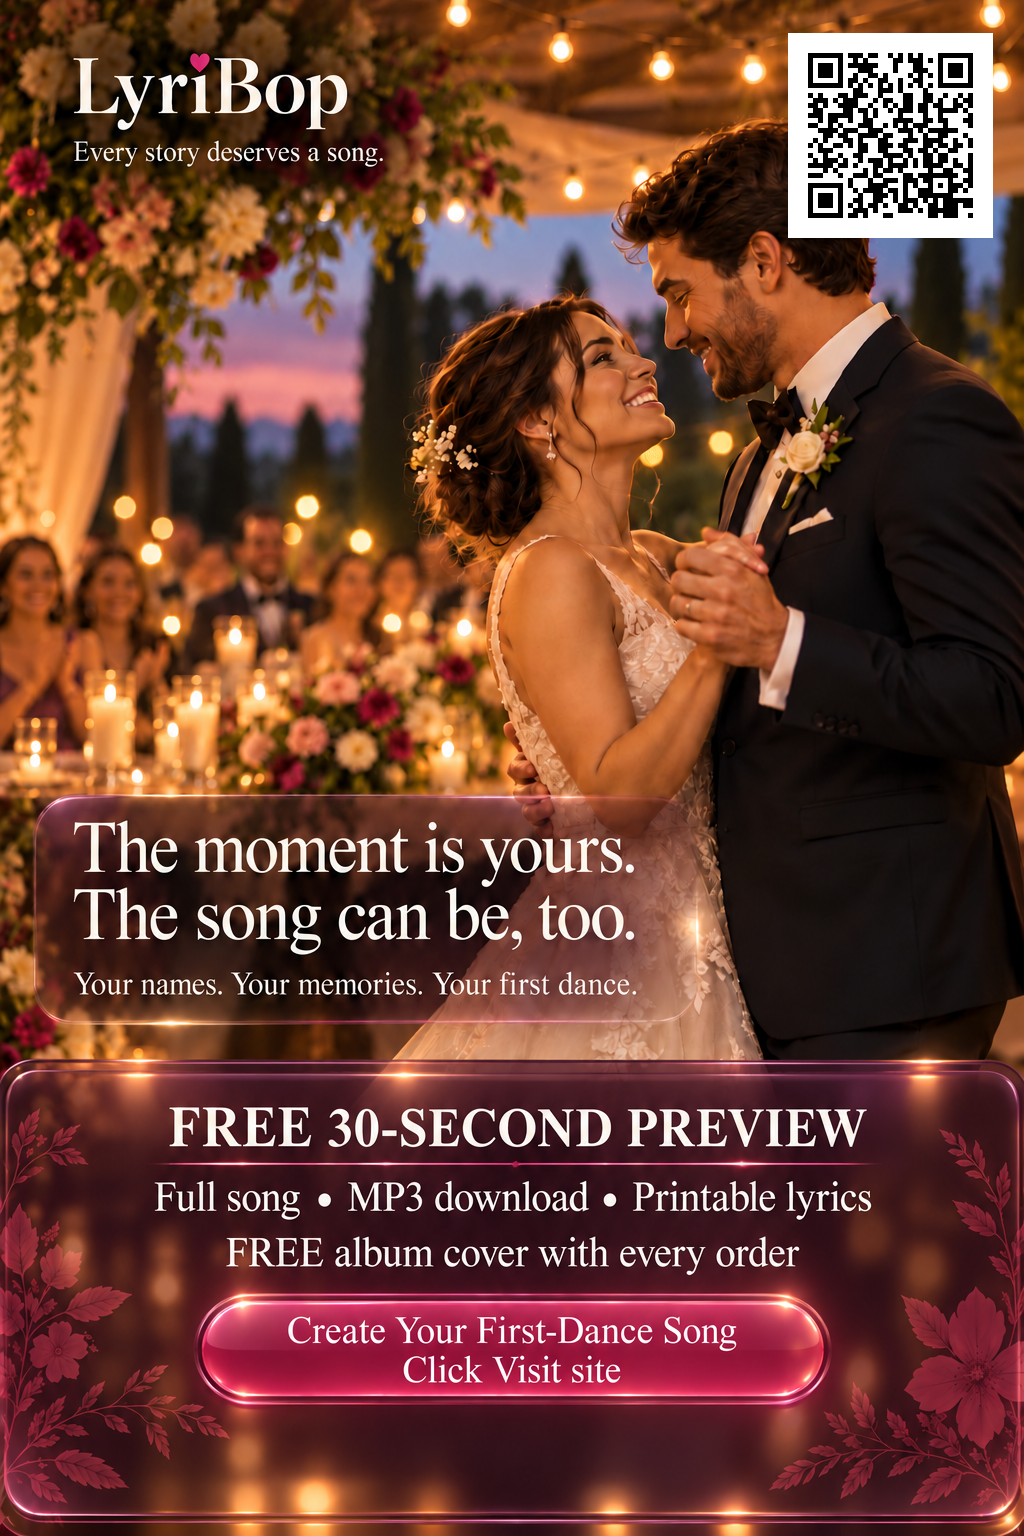 LyriBop
Every story deserves a song.
The moment is yours.
The song can be, too.
Your names. Your memories. Your first dance.
FREE 30-SECOND PREVIEW
Full song • MP3 download • Printable lyrics
FREE album cover with every order
Create Your First-Dance Song
Click Visit site